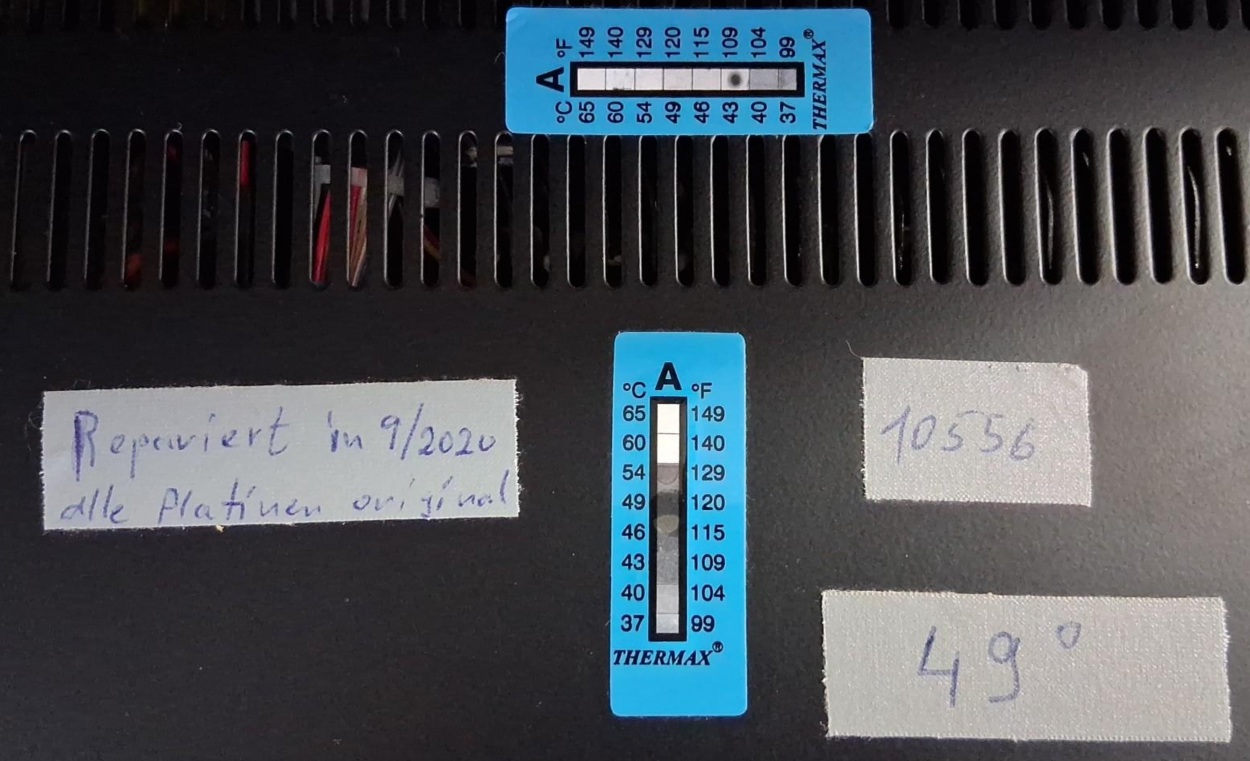 A °C °F
149 140 129 120 115 109 104 99
65 60 54 49 46 43 40 37
THERMAX®
°C A °F
65 149
60 140
54 129
49 120
46 115
43 109
40 104
37 99
THERMAX®
Repariert in 9/2020
alle Platinen original
10556
49°